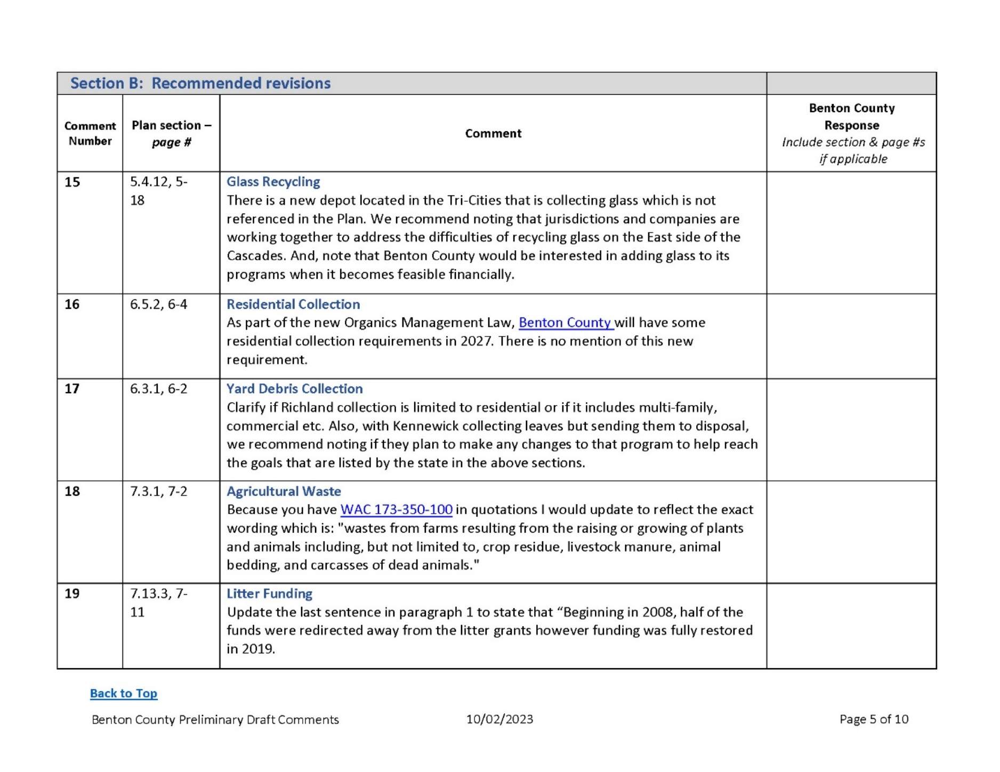 Section B:  Recommended revisions
Comment Number
Plan section –
page #
Comment
Benton County
Response
Include section & page #s
if applicable
15
5.4.12, 5-
18
Glass Recycling
There is a new depot located in the Tri-Cities that is collecting glass which is not
referenced in the Plan. We recommend noting that jurisdictions and companies are
working together to address the difficulties of recycling glass on the East side of the
Cascades. And, note that Benton County would be interested in adding glass to its
programs when it becomes feasible financially.
16
6.5.2, 6-4
Residential Collection
As part of the new Organics Management Law, Benton County will have some
residential collection requirements in 2027. There is no mention of this new
requirement.
17
6.3.1, 6-2
Yard Debris Collection
Clarify if Richland collection is limited to residential or if it includes multi-family,
commercial etc. Also, with Kennewick collecting leaves but sending them to disposal,
we recommend noting if they plan to make any changes to that program to help reach
the goals that are listed by the state in the above sections.
18
7.3.1, 7-2
Agricultural Waste
Because you have WAC 173-350-100 in quotations I would update to reflect the exact
wording which is: "wastes from farms resulting from the raising or growing of plants
and animals including, but not limited to, crop residue, livestock manure, animal
bedding, and carcasses of dead animals."
19
7.13.3, 7-
11
Litter Funding
Update the last sentence in paragraph 1 to state that “Beginning in 2008, half of the
funds were redirected away from the litter grants however funding was fully restored
in 2019.
Back to Top
Benton County Preliminary Draft Comments
10/02/2023
Page 5 of 10